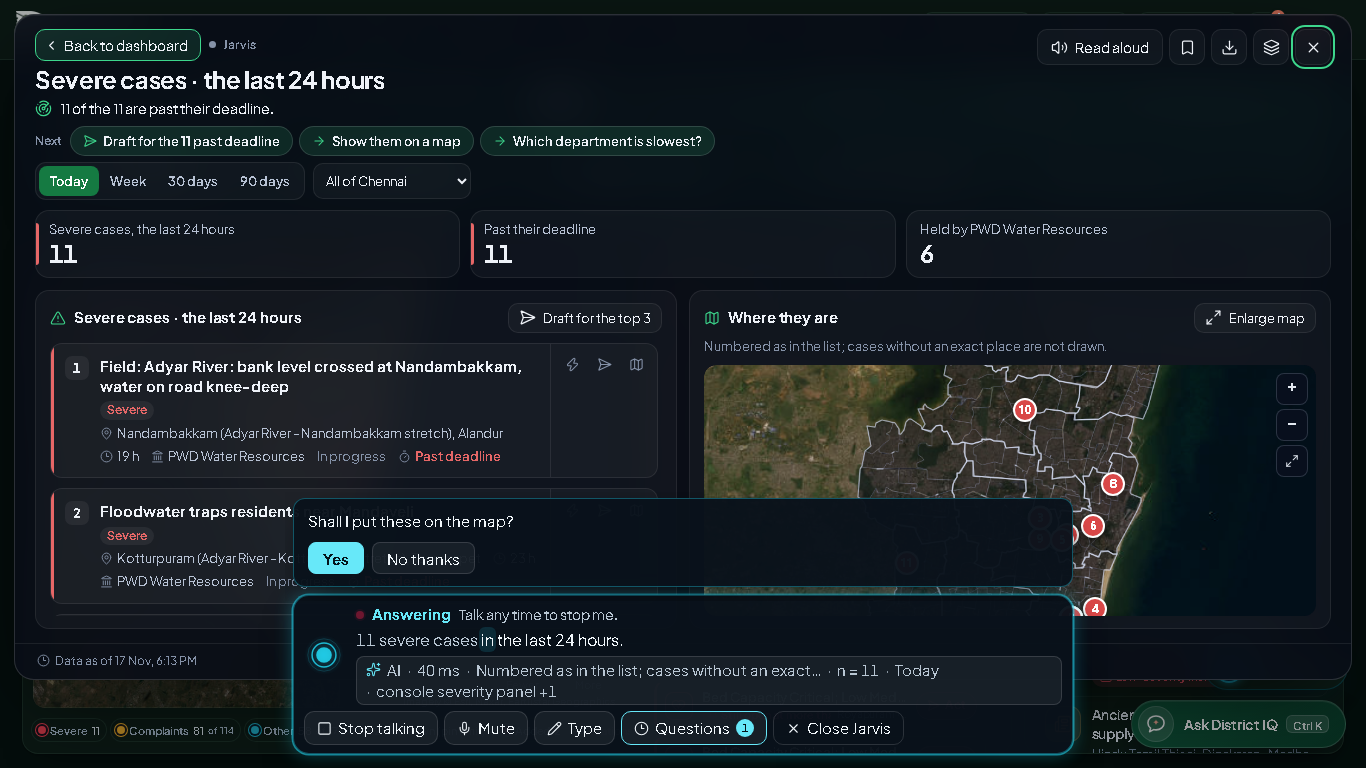 Back to dashboard
Jarvis
Read aloud
Severe cases · the last 24 hours
11 of the 11 are past their deadline.
Next
Draft for the 11 past deadline
Show them on a map
Which department is slowest?
Today
Week
30 days
90 days
All of Chennai
Severe cases, the last 24 hours
11
Past their deadline
11
Held by PWD Water Resources
6
Severe cases · the last 24 hours
Draft for the top 3
1
Field: Adyar River: bank level crossed at Nandambakkam,
water on road knee-deep
Severe
Nandambakkam (Adyar River – Nandambakkam stretch), Alandur
19 h
PWD Water Resources
In progress
Past deadline
2
Floodwater traps residents near Mandaveli
Severe
Kotturpuram (Adyar River – Ko
PWD Water Resources
In prog
Where they are
Enlarge map
Numbered as in the list; cases without an exact place are not drawn.
+
−
10
8
6
4
11
Shall I put these on the map?
Yes
No thanks
Answering
Talk any time to stop me.
11 severe cases in the last 24 hours.
AI · 40 ms · Numbered as in the list; cases without an exact… · n = 11 · Today
· console severity panel +1
Stop talking
Mute
Type
Questions 1
Close Jarvis
Data as of 17 Nov, 6:13 PM
Severe 11
Complaints 81 of 114
Othe
Ancien
supply
Ask District IQ
Ctrl K